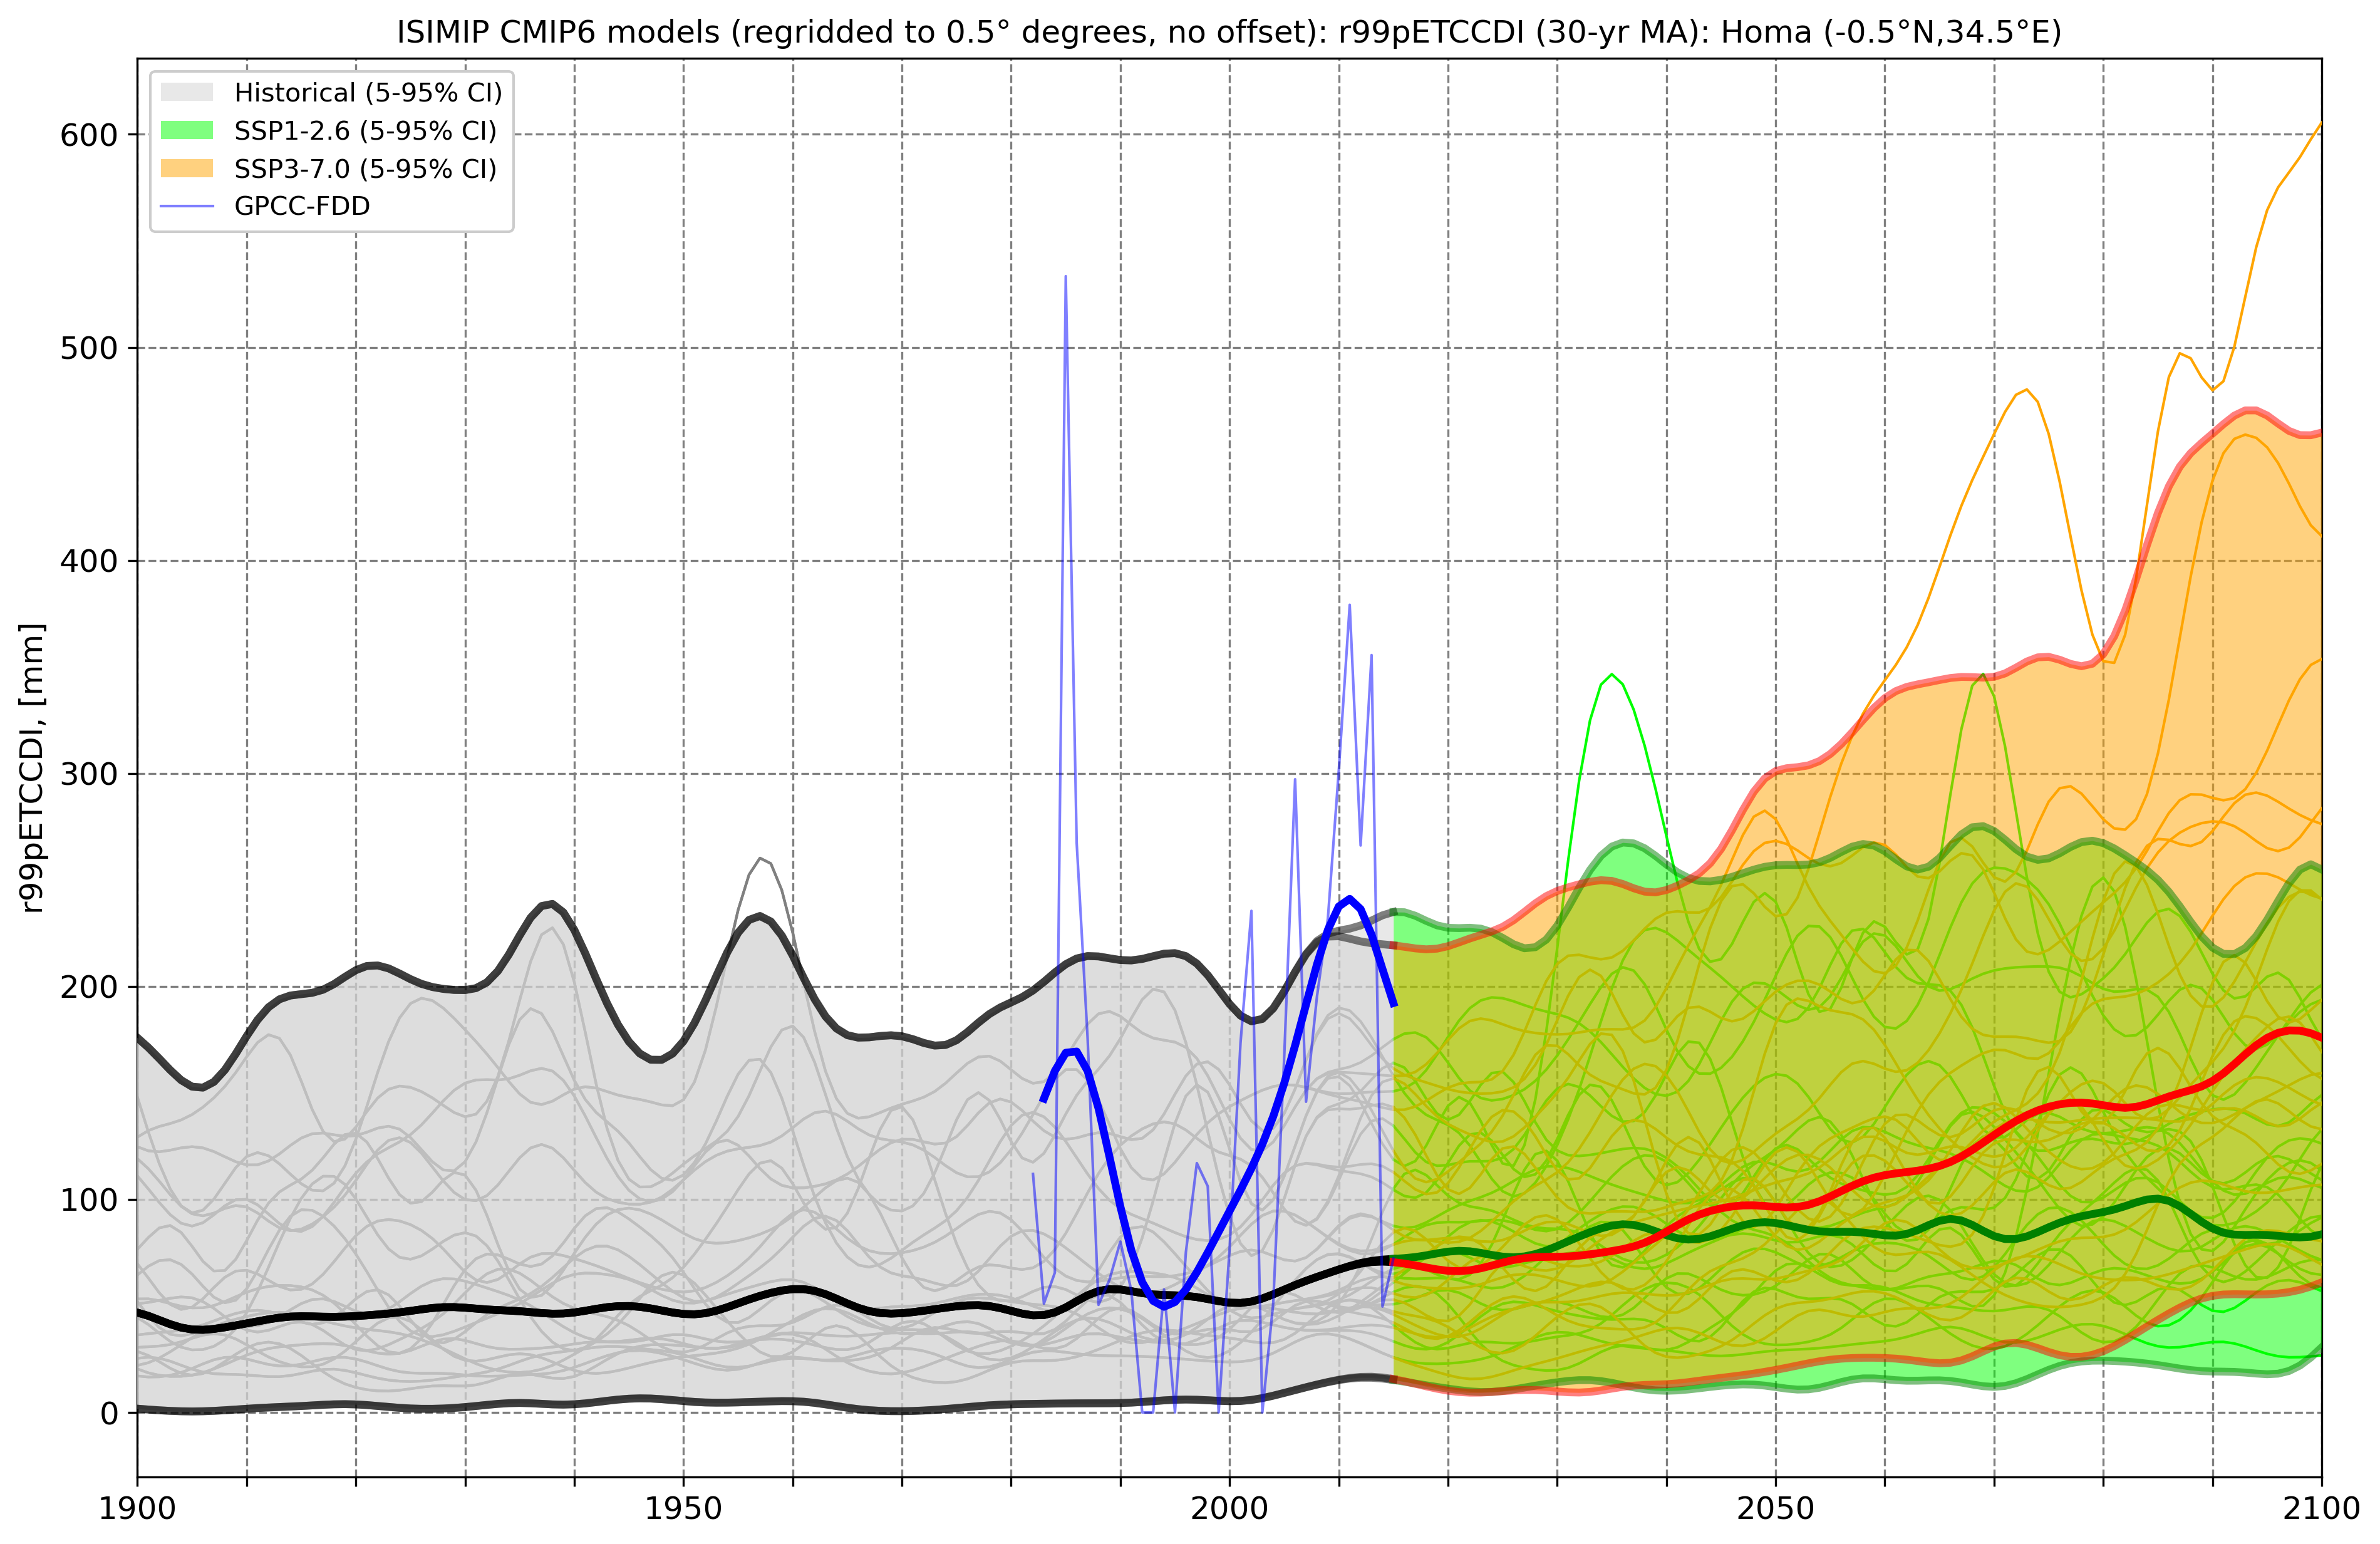 ISIMIP CMIP6 models (regridded to 0.5° degrees, no offset): r99pETCCDI (30-yr MA): Homa (-0.5°N,34.5°E)
Historical (5-95% CI)
SSP1-2.6 (5-95% CI)
SSP3-7.0 (5-95% CI)
GPCC-FDD
r99pETCCDI, [mm]
600
500
400
300
200
100
0
1900 1950 2000 2050 2100